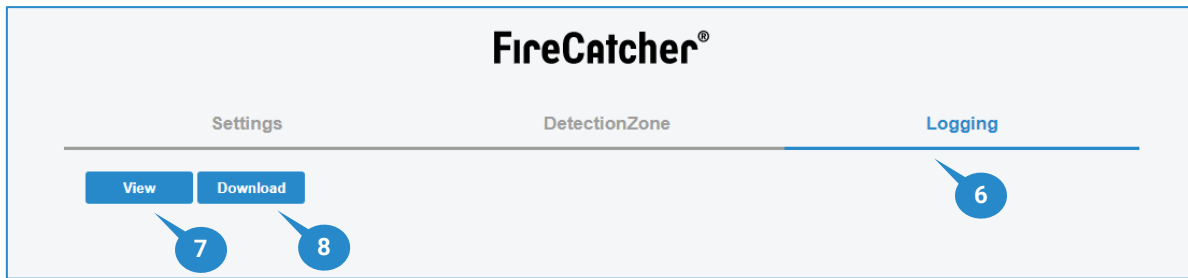 FireCatcher®
Settings DetectionZone Logging
View Download
6
7 8